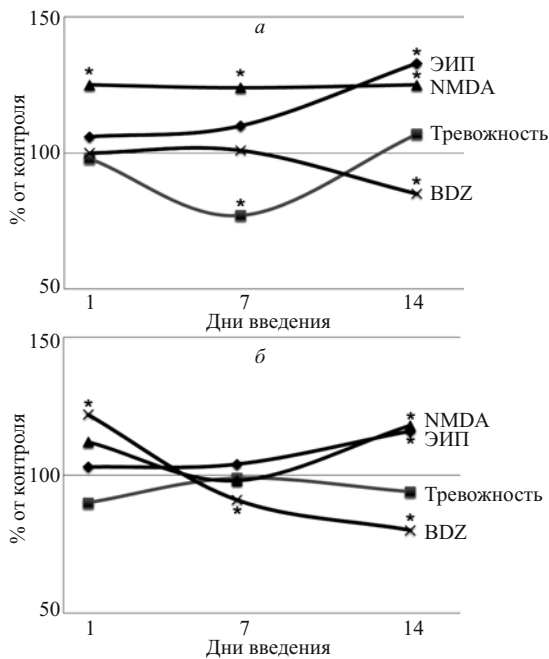 150
а
*
*
*
ЭИП
*
NMDA
Тревожность
100
*
BDZ
*
50
1
7
14
Дни введения
% от контроля
150
б
*
*
NMDA
ЭИП
*
100
Тревожность
*
*
BDZ
50
1
7
14
Дни введения
% от контроля